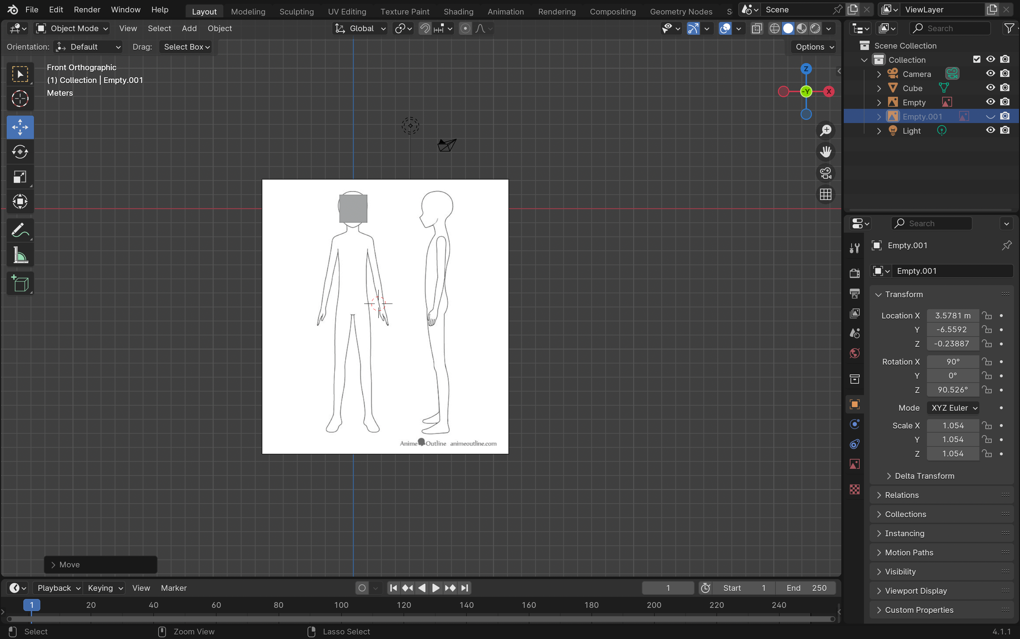 File Edit Render Window Help Layout Modeling Sculpting UV Editing Texture Paint Shading Animation Rendering Compositing Geometry Nodes S Scene ViewLayer
Object Mode View Select Add Object Global Search
Orientation: Default Drag: Select Box Options
Front Orthographic
(1) Collection | Empty.001
Meters
Z
Y
X
Scene Collection
Collection
Camera
Cube
Empty
Empty.001
Light
Search
Empty.001
Empty.001
Transform
Location X 3.5781 m
Y -6.5592
Z -0.23887
Rotation X 90°
Y 0°
Z 90.526°
Mode XYZ Euler
Scale X 1.054
Y 1.054
Z 1.054
Delta Transform
Relations
Collections
Instancing
Motion Paths
Visibility
Viewport Display
Custom Properties
Anime Outline animeoutline.com
Move
Playback Keying View Marker 1 Start 1 End 250
1 20 40 60 80 100 120 140 160 180 200 220 240
Select Zoom View Lasso Select 4.1.1